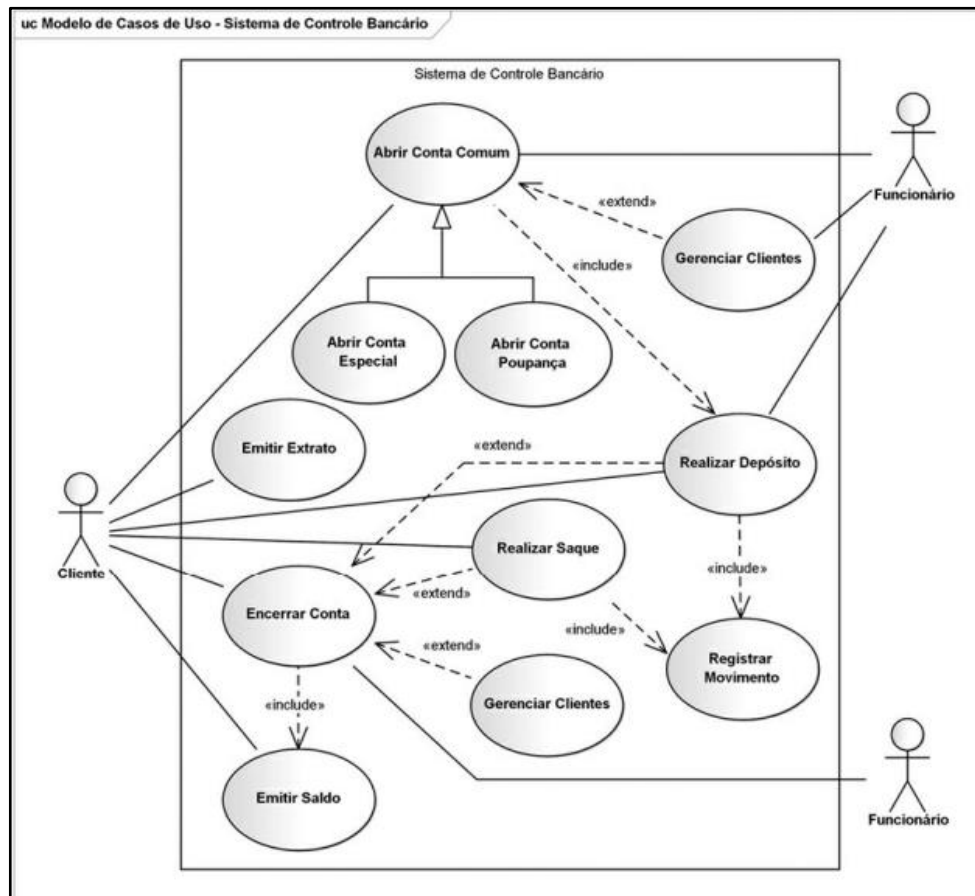 uc Modelo de Casos de Uso - Sistema de Controle Bancário
Sistema de Controle Bancário
Abrir Conta Comum
Funcionário
«extend»
Gerenciar Clientes
«include»
Abrir Conta
Especial
Abrir Conta
Poupança
Emitir Extrato
«extend»
Realizar Depósito
Cliente
Realizar Saque
«extend»
«include»
«include»
Encerrar Conta
«extend»
Registrar
Movimento
Gerenciar Clientes
«include»
Emitir Saldo
Funcionário